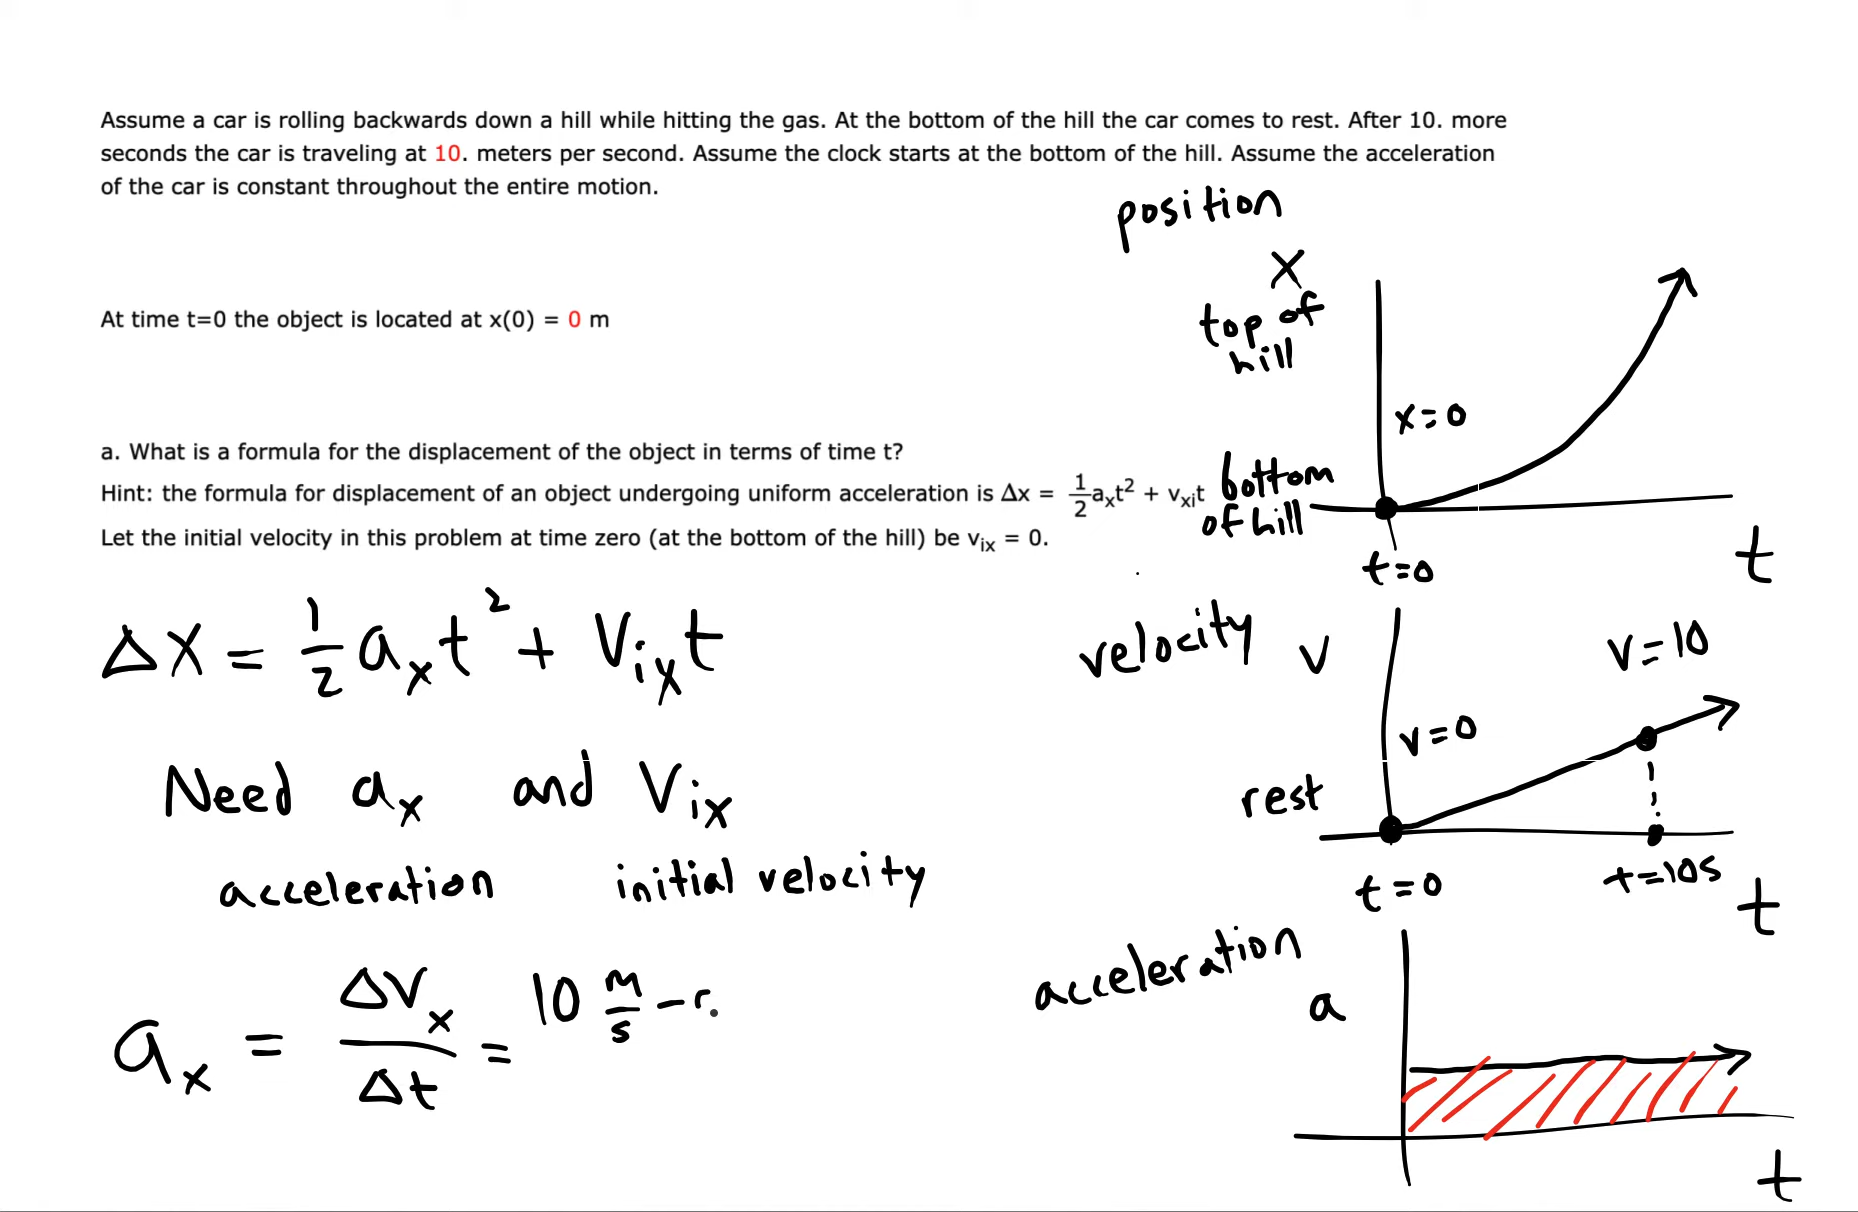 Assume a car is rolling backwards down a hill while hitting the gas. At the bottom of the hill the car comes to rest. After 10. more
seconds the car is traveling at 10. meters per second. Assume the clock starts at the bottom of the hill. Assume the acceleration
of the car is constant throughout the entire motion.
At time t=0 the object is located at x(0) = 0 m
a. What is a formula for the displacement of the object in terms of time t?
Hint: the formula for displacement of an object undergoing uniform acceleration is Δx = 1/2 aₓt² + vₓᵢt
Let the initial velocity in this problem at time zero (at the bottom of the hill) be vᵢₓ = 0.
Δx = 1/2 aₓt² + Vᵢₓt
Need aₓ and Vᵢₓ
acceleration initial velocity
aₓ = ΔVₓ/Δt = 10 m/s -
position
x
top of
hill
x=0
bottom
of hill
t=0
t
velocity v
v=10
v=0
rest
t=0
t=10s
t
acceleration
a
t